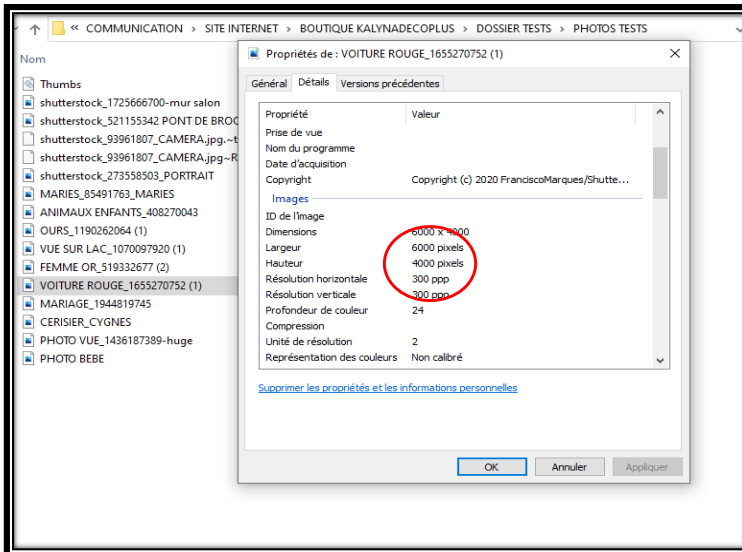 « COMMUNICATION › SITE INTERNET › BOUTIQUE KALYNADECOPLUS › DOSSIER TESTS › PHOTOS TESTS
Nom
Thumbs
shutterstock_1725666700-mur salon
shutterstock_521155342 PONT DE BROO
shutterstock_93961807_CAMERA.jpg.~t
shutterstock_93961807_CAMERA.jpg~R
shutterstock_273558503_PORTRAIT
MARIES_85491763_MARIES
ANIMAUX ENFANTS_408270043
OURS_1190262064 (1)
VUE SUR LAC_1070097920 (1)
FEMME OR_519332677 (2)
VOITURE ROUGE_1655270752 (1)
MARIAGE_1944819745
CERISIER_CYGNES
PHOTO VUE_1436187389-huge
PHOTO BEBE
Propriétés de : VOITURE ROUGE_1655270752 (1)
Général Détails Versions précédentes
Propriété Valeur
Prise de vue
Nom du programme
Date d'acquisition
Copyright Copyright (c) 2020 FranciscoMarques/Shutte...
Images
ID de l'image
Dimensions 6000 x 4000
Largeur 6000 pixels
Hauteur 4000 pixels
Résolution horizontale 300 ppp
Résolution verticale 300 ppp
Profondeur de couleur 24
Compression
Unité de résolution 2
Représentation des couleurs Non calibré
Supprimer les propriétés et les informations personnelles
OK Annuler Appliquer